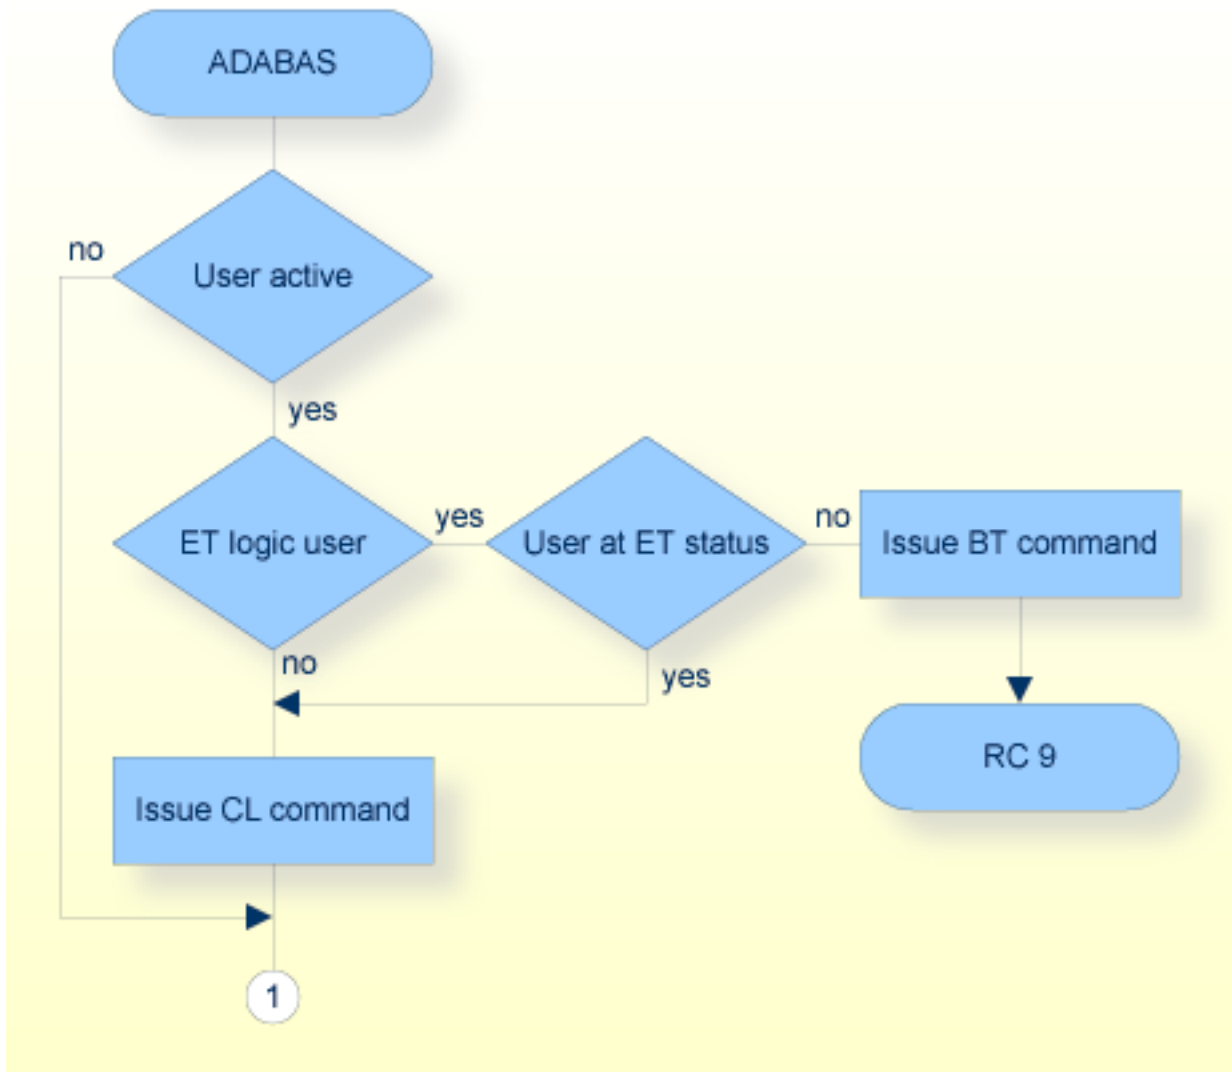 ADABAS
no
User active
yes
ET logic user
yes
User at ET status
no
Issue BT command
no
yes
Issue CL command
RC 9
1